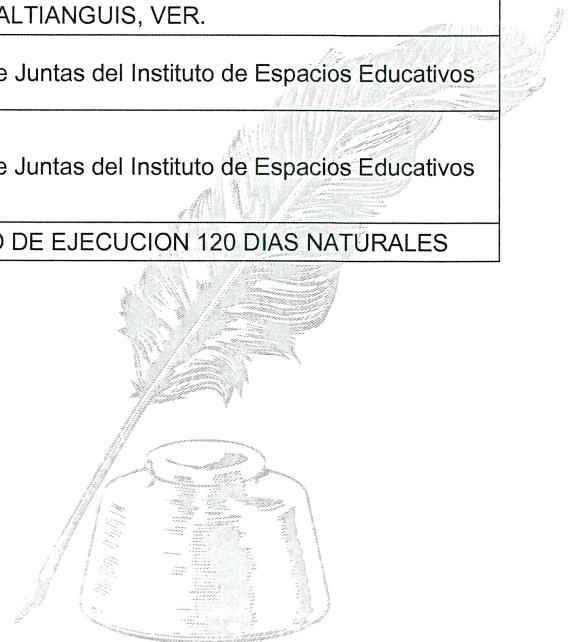 ALTIANGUIS, VER.
e Juntas del Instituto de Espacios Educativos
e Juntas del Instituto de Espacios Educativos
O DE EJECUCION 120 DIAS NATURALES